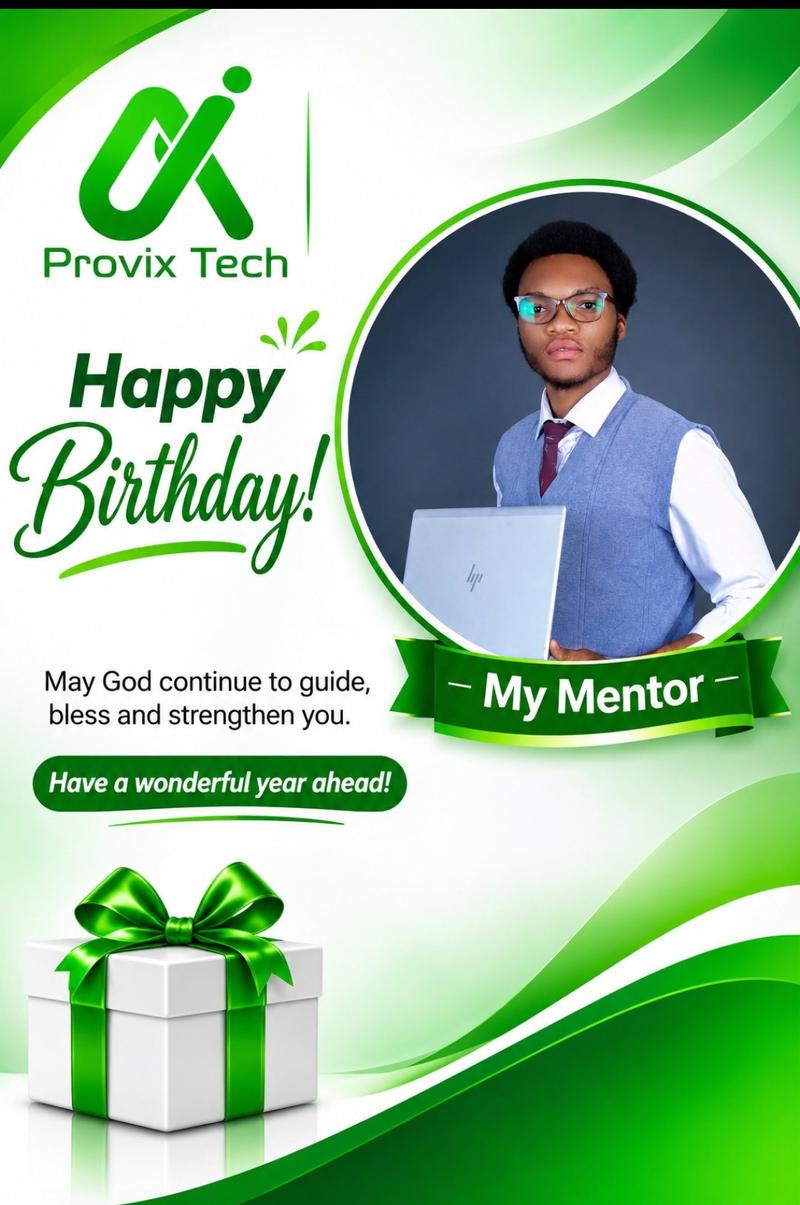 Provix Tech
Happy
Birthday!
hp
– My Mentor –
May God continue to guide,
bless and strengthen you.
Have a wonderful year ahead!